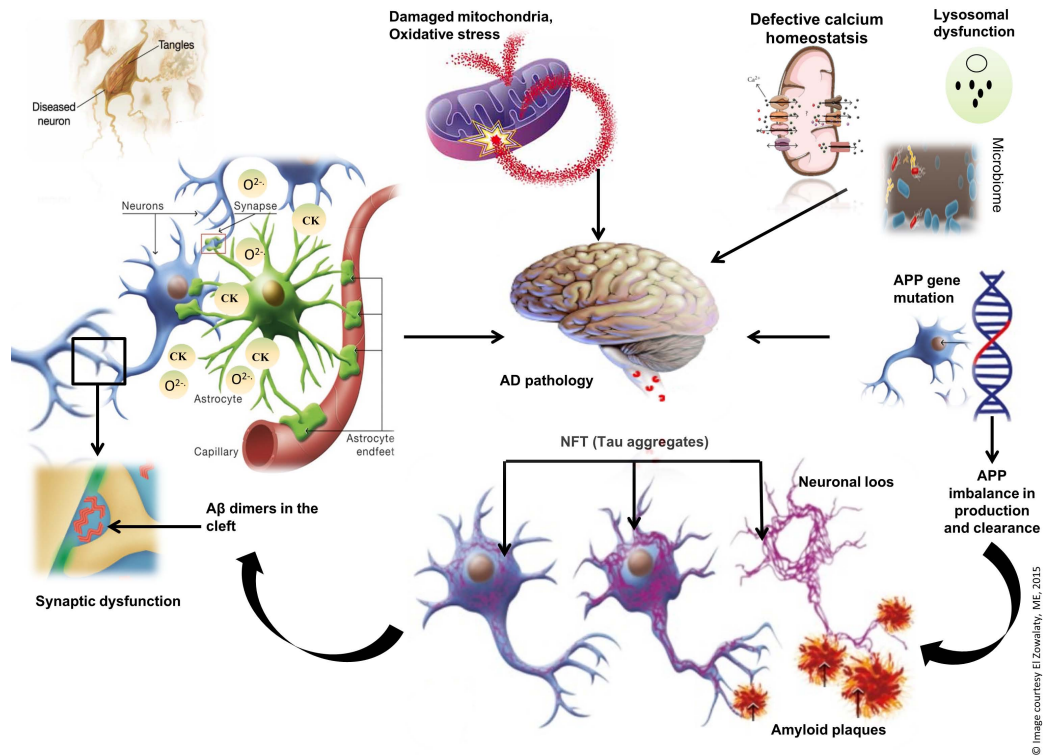 Damaged mitochondria,
Oxidative stress
Defective calcium
homeostatsis
Lysosomal
dysfunction
Tangles
Diseased
neuron
Ca²⁺
Microbiome
O²⁻·
Neurons
Synapse
CK
O²⁻·
CK
CK
CK
O²⁻·
O²⁻·
Astrocyte
Capillary
Astrocyte
endfeet
AD pathology
APP gene
mutation
APP
imbalance in
production
and clearance
NFT (Tau aggregates)
Neuronal loos
Aβ dimers in the
cleft
Synaptic dysfunction
Amyloid plaques
© Image courtesy El Zowalaty, ME, 2015